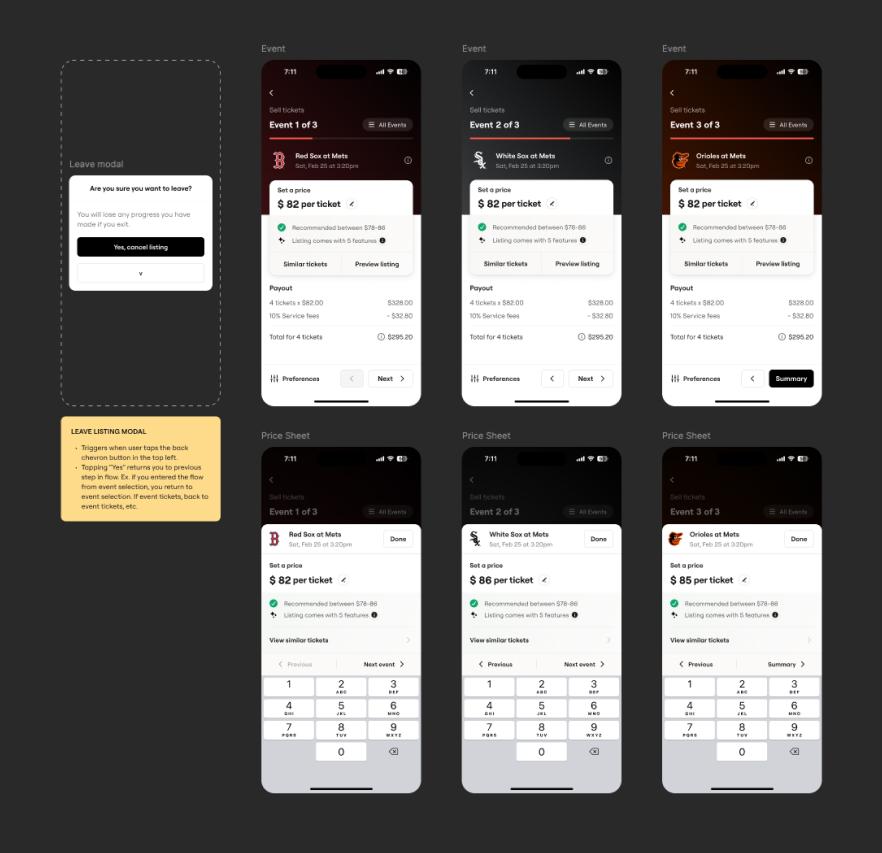 Leave modal
Are you sure you want to leave?
You will lose any progress you have
made if you exit.
Yes, cancel listing
v
LEAVE LISTING MODAL
• Triggers when user taps the back
chevron button in the top left.
• Tapping "Yes" returns you to previous
step in flow. Ex. if you entered the flow
from event selection, you return to
event selection. If event tickets, back to
event tickets, etc.
Event
7:11
Sell tickets
Event 1 of 3
All Events
Red Sox at Mets
Sat, Feb 25 at 3:20pm
Set a price
$ 82 per ticket
Recommended between $78-86
Listing comes with 5 features
Similar tickets
Preview listing
Payout
4 tickets x $82.00
$328.00
10% Service fees
- $32.80
Total for 4 tickets
$295.20
Preferences
Next
Event
7:11
Sell tickets
Event 2 of 3
All Events
White Sox at Mets
Sat, Feb 25 at 3:20pm
Set a price
$ 82 per ticket
Recommended between $78-86
Listing comes with 5 features
Similar tickets
Preview listing
Payout
4 tickets x $82.00
$328.00
10% Service fees
- $32.80
Total for 4 tickets
$295.20
Preferences
Next
Event
7:11
Sell tickets
Event 3 of 3
All Events
Orioles at Mets
Sat, Feb 25 at 3:20pm
Set a price
$ 82 per ticket
Recommended between $78-86
Listing comes with 5 features
Similar tickets
Preview listing
Payout
4 tickets x $82.00
$328.00
10% Service fees
- $32.80
Total for 4 tickets
$295.20
Preferences
Summary
Price Sheet
7:11
Sell tickets
Event 1 of 3
All Events
Red Sox at Mets
Sat, Feb 25 at 3:20pm
Done
Set a price
$ 82 per ticket
Recommended between $78-86
Listing comes with 5 features
View similar tickets
Previous
Next event
1
2
ABC
3
DEF
4
GHI
5
JKL
6
MNO
7
PQRS
8
TUV
9
WXYZ
0
Price Sheet
7:11
Sell tickets
Event 2 of 3
All Events
White Sox at Mets
Sat, Feb 25 at 3:20pm
Done
Set a price
$ 86 per ticket
Recommended between $78-86
Listing comes with 5 features
View similar tickets
Previous
Next event
1
2
ABC
3
DEF
4
GHI
5
JKL
6
MNO
7
PQRS
8
TUV
9
WXYZ
0
Price Sheet
7:11
Sell tickets
Event 3 of 3
All Events
Orioles at Mets
Sat, Feb 25 at 3:20pm
Done
Set a price
$ 85 per ticket
Recommended between $78-86
Listing comes with 5 features
View similar tickets
Previous
Summary
1
2
ABC
3
DEF
4
GHI
5
JKL
6
MNO
7
PQRS
8
TUV
9
WXYZ
0